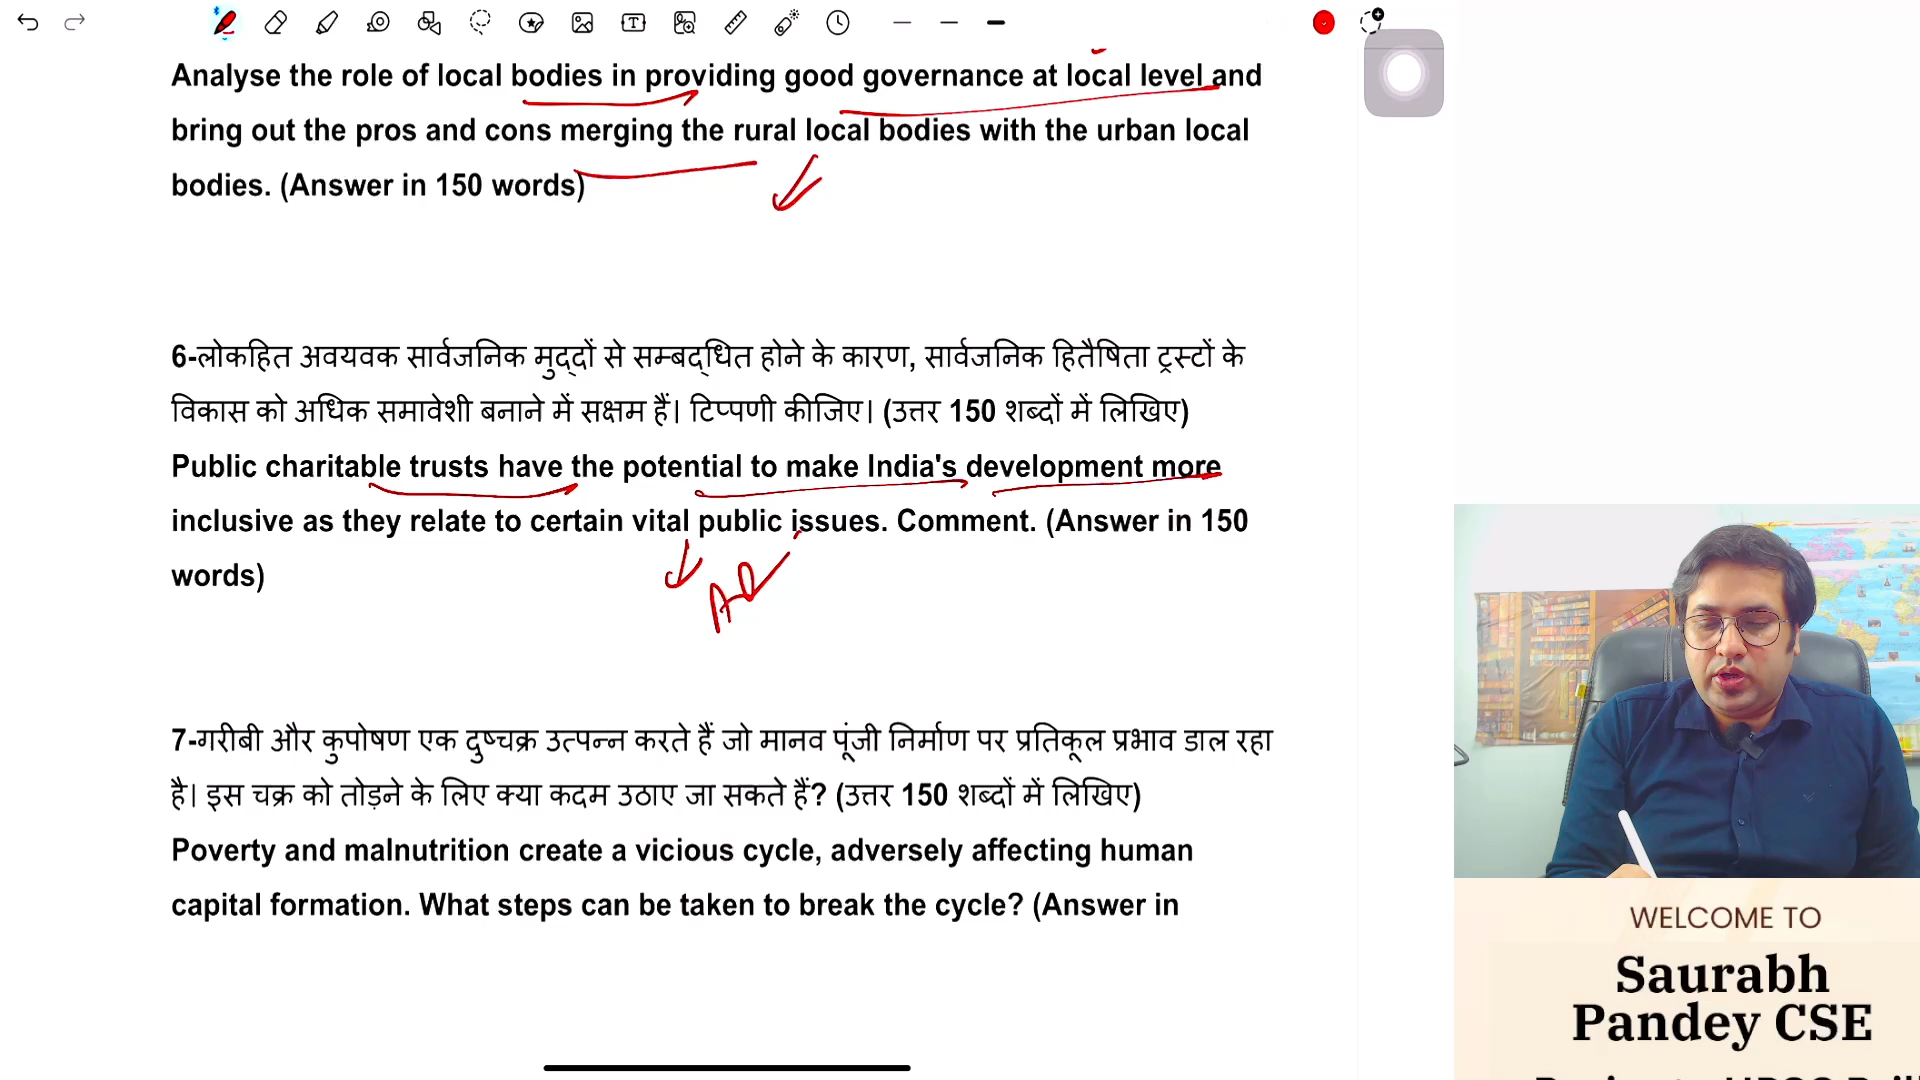 Analyse the role of local bodies in providing good governance at local level and
bring out the pros and cons merging the rural local bodies with the urban local
bodies. (Answer in 150 words)
6-लोकहित अवयवक सार्वजनिक मुद्दों से सम्बद्धित होने के कारण, सार्वजनिक हितैषिता ट्रस्टों के
विकास को अधिक समावेशी बनाने में सक्षम हैं। टिप्पणी कीजिए। (उत्तर 150 शब्दों में लिखिए)
Public charitable trusts have the potential to make India's development more
inclusive as they relate to certain vital public issues. Comment. (Answer in 150
words)
7-गरीबी और कुपोषण एक दुष्चक्र उत्पन्न करते हैं जो मानव पूंजी निर्माण पर प्रतिकूल प्रभाव डाल रहा
है। इस चक्र को तोड़ने के लिए क्या कदम उठाए जा सकते हैं? (उत्तर 150 शब्दों में लिखिए)
Poverty and malnutrition create a vicious cycle, adversely affecting human
capital formation. What steps can be taken to break the cycle? (Answer in
WELCOME TO
Saurabh
Pandey CSE